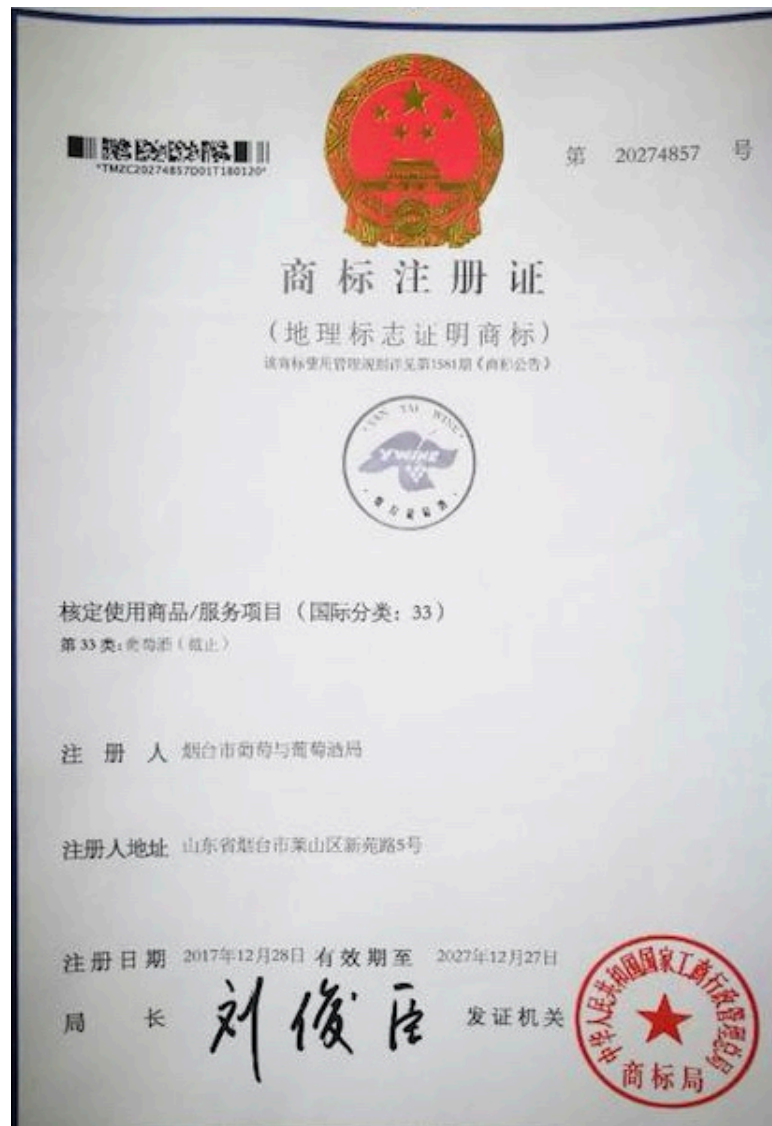 第 20274857 号
*TMZC20274857D01T180120*
商标注册证
(地理标志证明商标)
该商标使用管理规则详见第1581期《商标公告》
·YAN TAI WINE·
YWINE
核定使用商品/服务项目（国际分类：33）
第 33 类：葡萄酒（截止）
注 册 人 烟台市葡萄与葡萄酒局
注册人地址 山东省烟台市莱山区新苑路5号
注册日期 2017年12月28日 有效期至 2027年12月27日
局 长 刘俊臣 发证机关
中华人民共和国国家工商行政管理总局
商标局